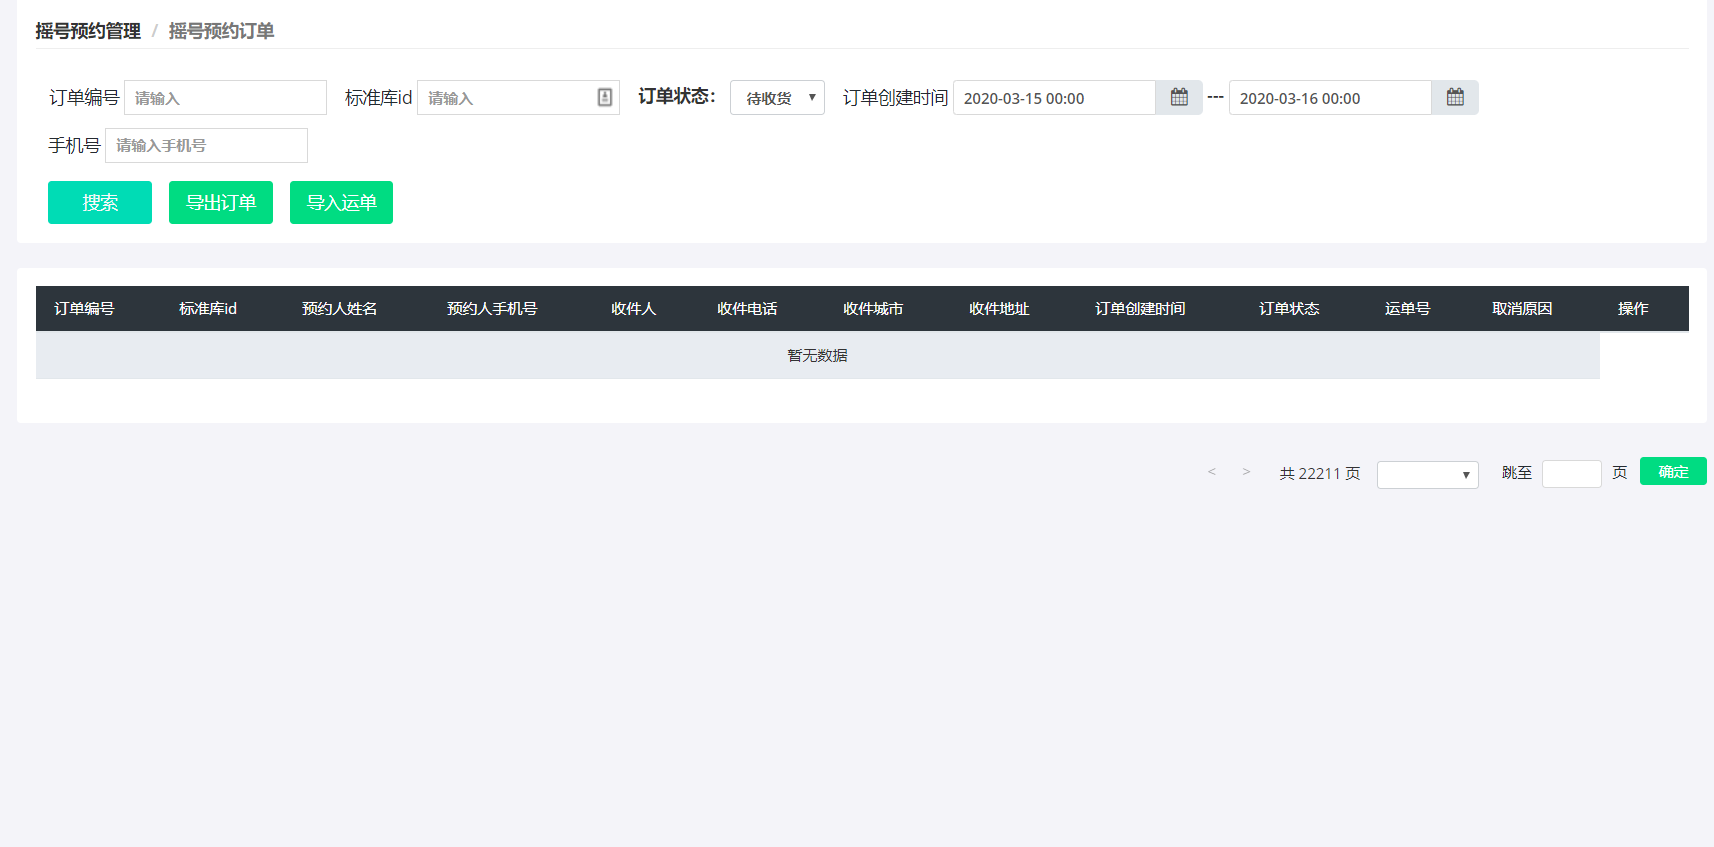 摇号预约管理 / 摇号预约订单
订单编号 请输入 标准库id 请输入 订单状态： 待收货 订单创建时间 2020-03-15 00:00 --- 2020-03-16 00:00
手机号 请输入手机号
搜索 导出订单 导入运单
订单编号 标准库id 预约人姓名 预约人手机号 收件人 收件电话 收件城市 收件地址 订单创建时间 订单状态 运单号 取消原因 操作
暂无数据
< > 共 22211 页 跳至 页 确定